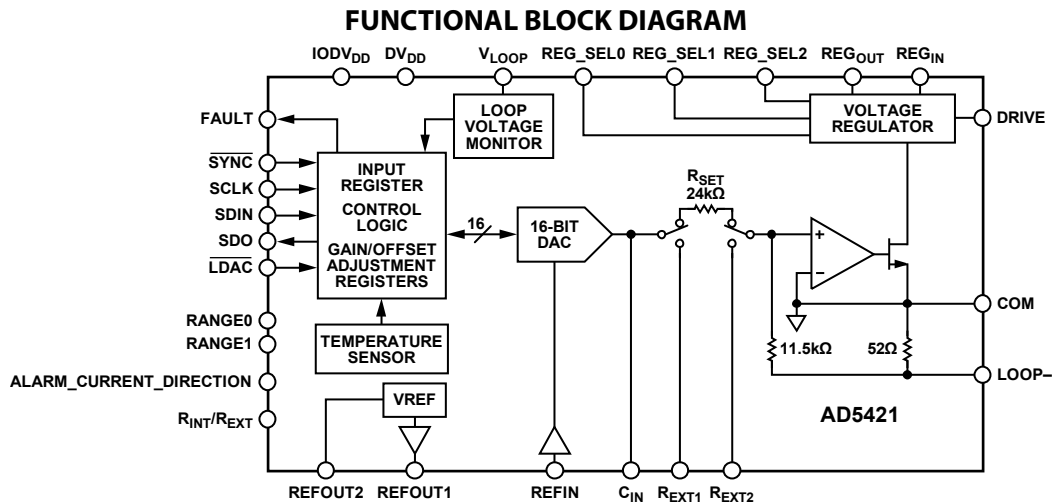 FUNCTIONAL BLOCK DIAGRAM
IODVDD
DVDD
VLOOP
REG_SEL0
REG_SEL1
REG_SEL2
REGOUT
REGIN
FAULT
SYNC
SCLK
SDIN
SDO
LDAC
RANGE0
RANGE1
ALARM_CURRENT_DIRECTION
RINT/REXT
LOOP
VOLTAGE
MONITOR
VOLTAGE
REGULATOR
DRIVE
INPUT
REGISTER
CONTROL
LOGIC
GAIN/OFFSET
ADJUSTMENT
REGISTERS
16
16-BIT
DAC
RSET
24kΩ
+
–
COM
11.5kΩ
52Ω
LOOP–
TEMPERATURE
SENSOR
VREF
AD5421
REFOUT2
REFOUT1
REFIN
CIN
REXT1
REXT2